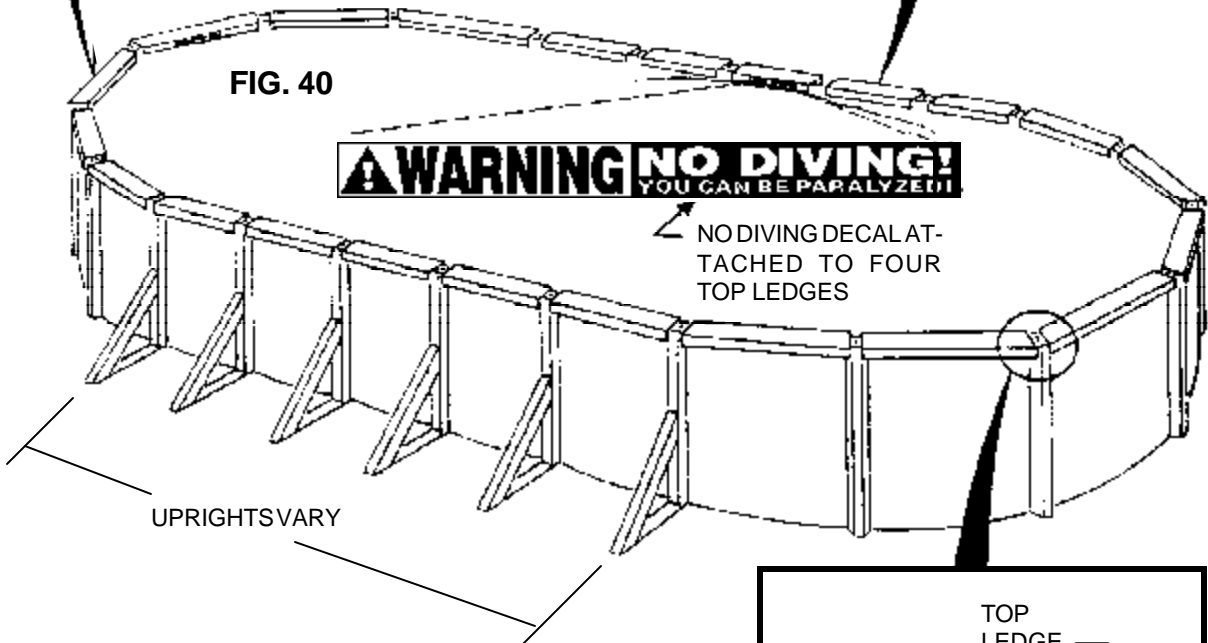 FIG. 40
WARNING NO DIVING!
YOU CAN BE PARALYZED!
NO DIVING DECAL AT-
TACHED TO FOUR
TOP LEDGES
UPRIGHTS VARY
TOP
LEDGE